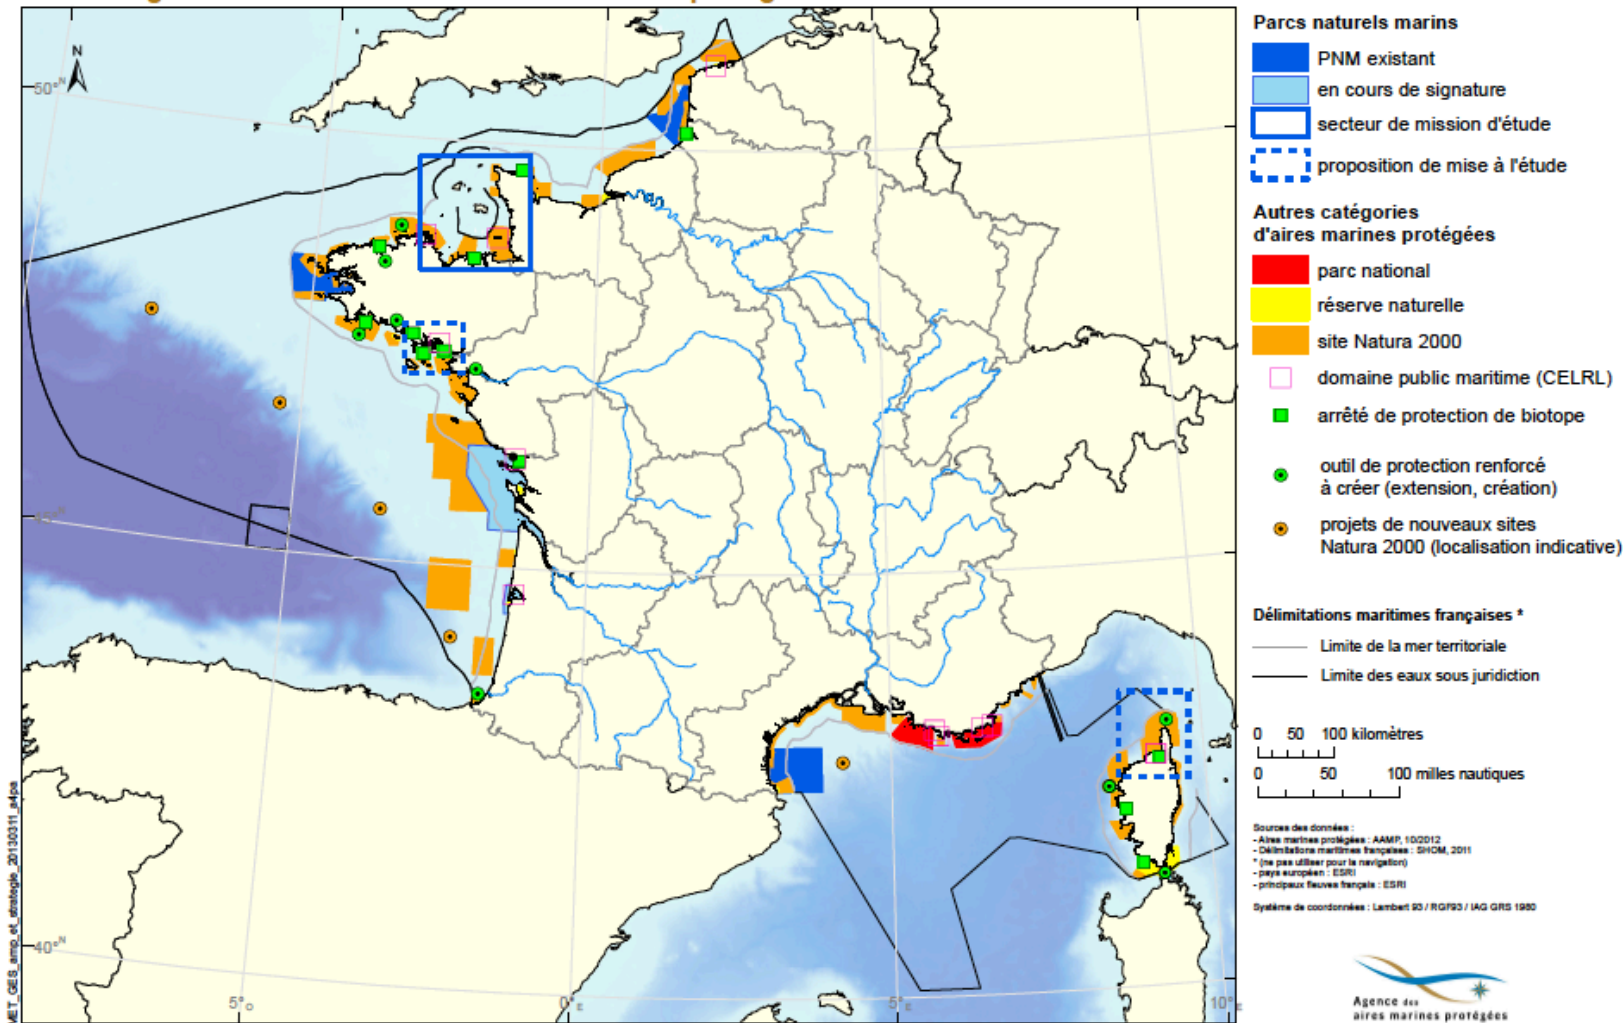 N
50°N
45°N
40°N
5°O
0°E
5°E
10°E
MET_GES_amp_et_strategie_20130311_a4pa
Parcs naturels marins
PNM existant
en cours de signature
secteur de mission d'étude
proposition de mise à l'étude
Autres catégories
d'aires marines protégées
parc national
réserve naturelle
site Natura 2000
domaine public maritime (CELRL)
arrêté de protection de biotope
outil de protection renforcé
à créer (extension, création)
projets de nouveaux sites
Natura 2000 (localisation indicative)
Délimitations maritimes françaises *
Limite de la mer territoriale
Limite des eaux sous juridiction
0 50 100 kilomètres
0 50 100 milles nautiques
Sources des données :
- Aires marines protégées : AAMP, 10/2012
- Délimitations maritimes françaises : SHOM, 2011
* (ne pas utiliser pour la navigation)
- pays européen : ESRI
- principaux fleuves français : ESRI
Système de coordonnées : Lambert 93 / RGF93 / IAG GRS 1980
Agence des
aires marines protégées